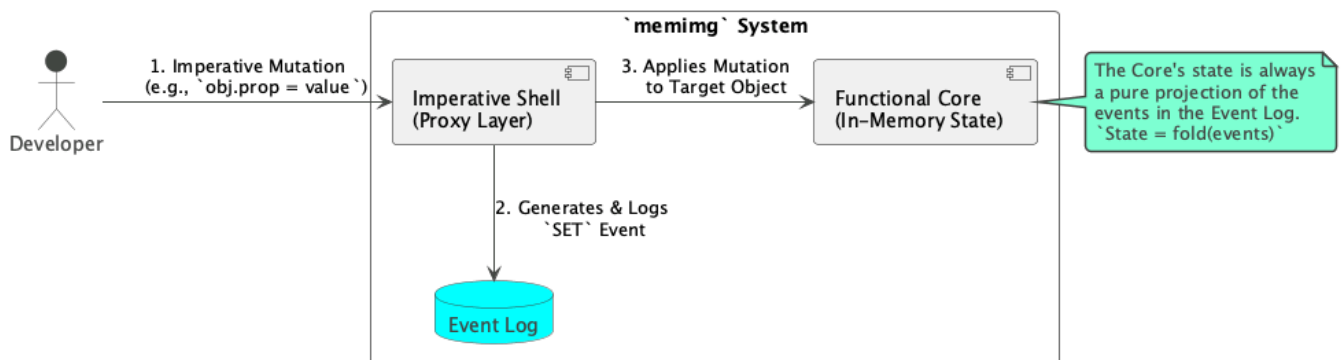 `memimg` System
Developer
1. Imperative Mutation
(e.g., `obj.prop = value`)
Imperative Shell
(Proxy Layer)
3. Applies Mutation
to Target Object
Functional Core
(In-Memory State)
The Core's state is always
a pure projection of the
events in the Event Log.
`State = fold(events)`
2. Generates & Logs
`SET` Event
Event Log